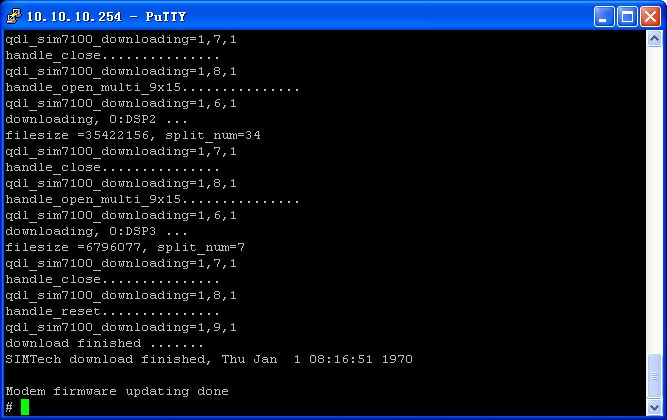 10.10.10.254 - PuTTY
qdl_sim7100_downloading=1,7,1
handle_close...............
qdl_sim7100_downloading=1,8,1
handle_open_multi_9x15...............
qdl_sim7100_downloading=1,6,1
downloading, 0:DSP2 ...
filesize =35422156, split_num=34
qdl_sim7100_downloading=1,7,1
handle_close...............
qdl_sim7100_downloading=1,8,1
handle_open_multi_9x15...............
qdl_sim7100_downloading=1,6,1
downloading, 0:DSP3 ...
filesize =6796077, split_num=7
qdl_sim7100_downloading=1,7,1
handle_close...............
qdl_sim7100_downloading=1,8,1
handle_reset...............
qdl_sim7100_downloading=1,9,1
download finished .......
SIMTech download finished, Thu Jan  1 08:16:51 1970
Modem firmware updating done
#